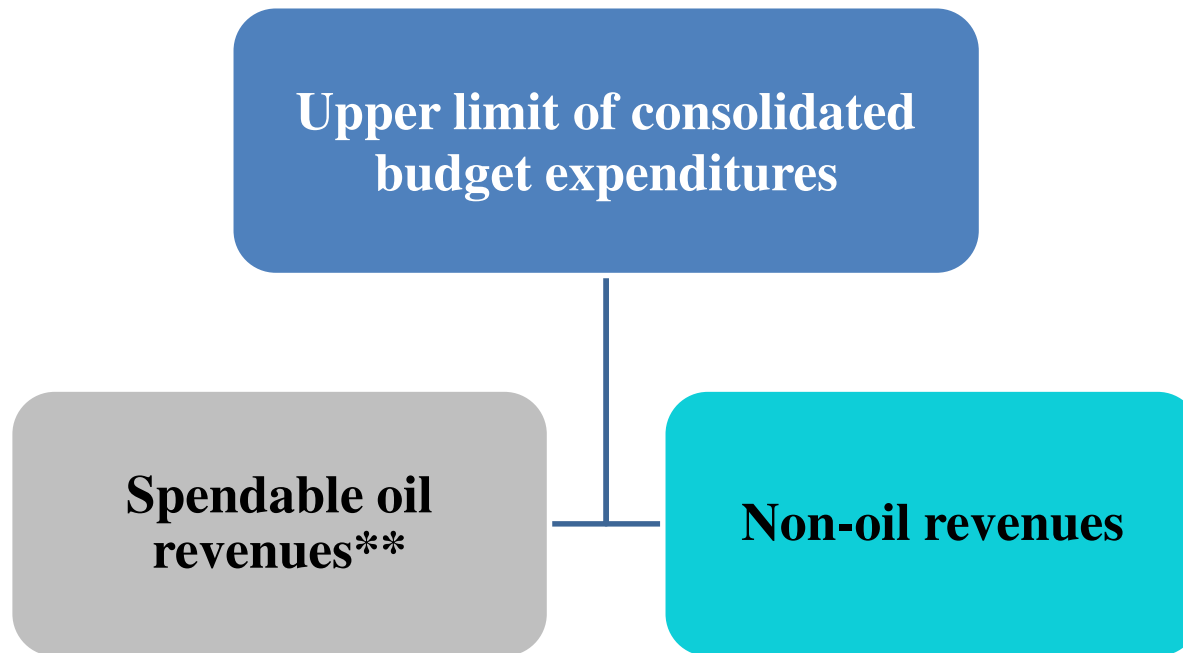 Upper limit of consolidated
budget expenditures
Spendable oil
revenues**
Non-oil revenues